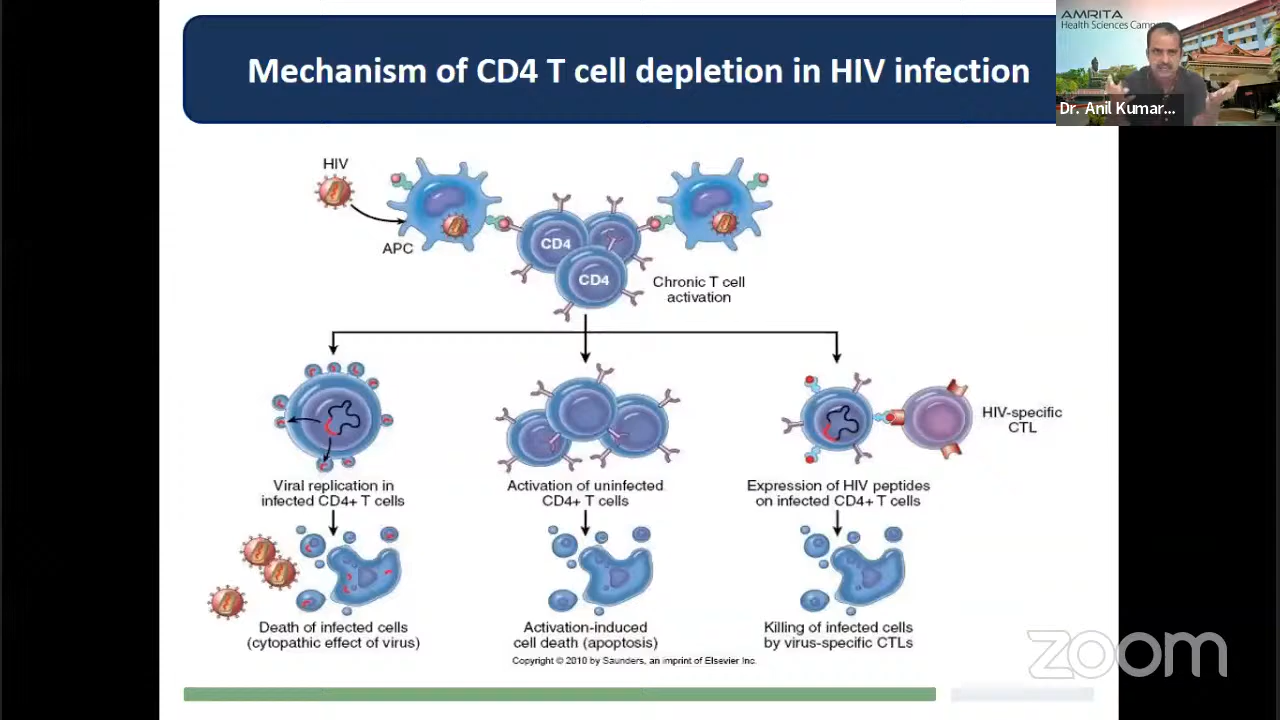 AMRITA
Health Sciences Camp
Mechanism of CD4 T cell depletion in HIV infection
Dr. Anil Kumar...
HIV
APC
CD4
CD4
Chronic T cell
activation
HIV-specific
CTL
Viral replication in
infected CD4+ T cells
Activation of uninfected
CD4+ T cells
Expression of HIV peptides
on infected CD4+ T cells
Death of infected cells
(cytopathic effect of virus)
Activation-induced
cell death (apoptosis)
Killing of infected cells
by virus-specific CTLs
Copyright © 2010 by Saunders, an imprint of Elsevier Inc.
zoom